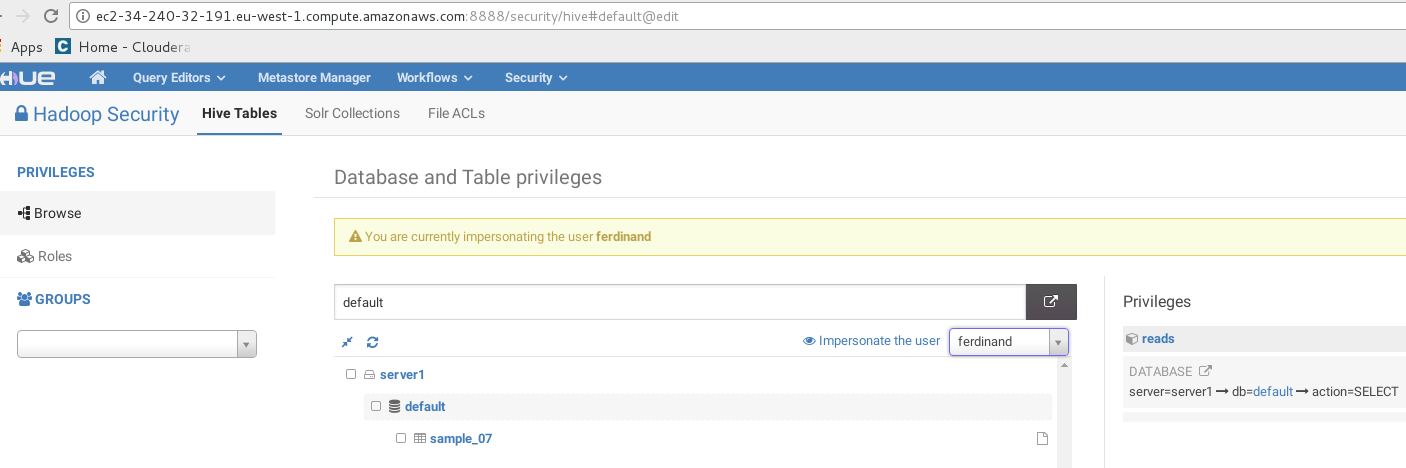 ec2-34-240-32-191.eu-west-1.compute.amazonaws.com:8888/security/hive#default@edit
Apps Home - Cloudera
HUE Query Editors Metastore Manager Workflows Security
Hadoop Security Hive Tables Solr Collections File ACLs
PRIVILEGES
Browse
Roles
GROUPS
Database and Table privileges
You are currently impersonating the user ferdinand
default
Impersonate the user ferdinand
server1
default
sample_07
Privileges
reads
DATABASE
server=server1 → db=default → action=SELECT